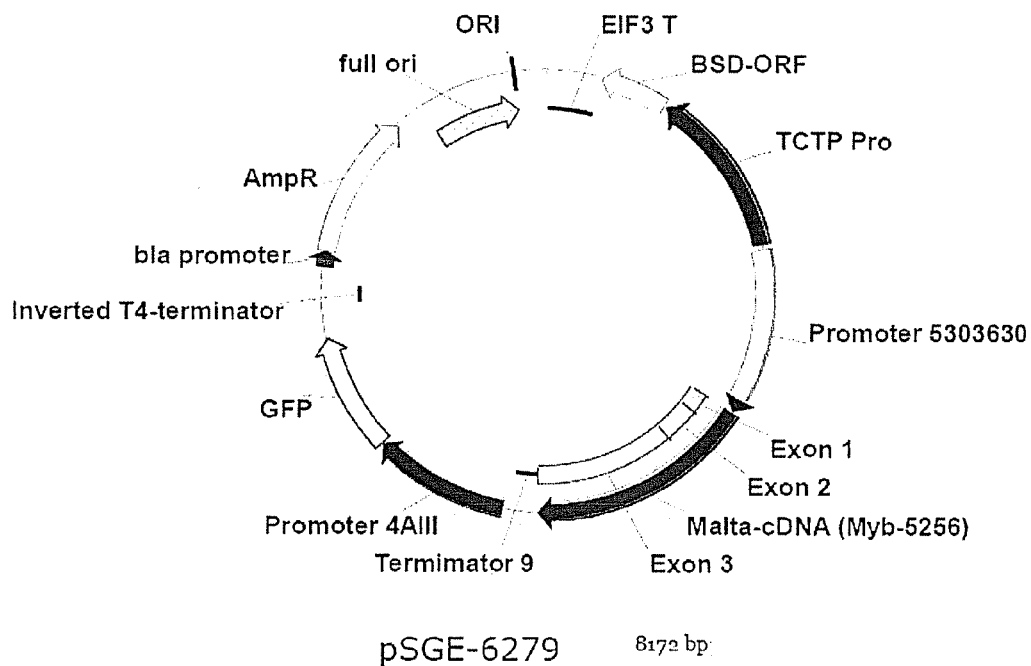 ORI
EIF3 T
full ori
BSD-ORF
TCTP Pro
AmpR
bla promoter
Inverted T4-terminator
Promoter 5303630
GFP
Exon 1
Exon 2
Promoter 4AIII
Malta-cDNA (Myb-5256)
Termimator 9
Exon 3
pSGE-6279 8172 bp